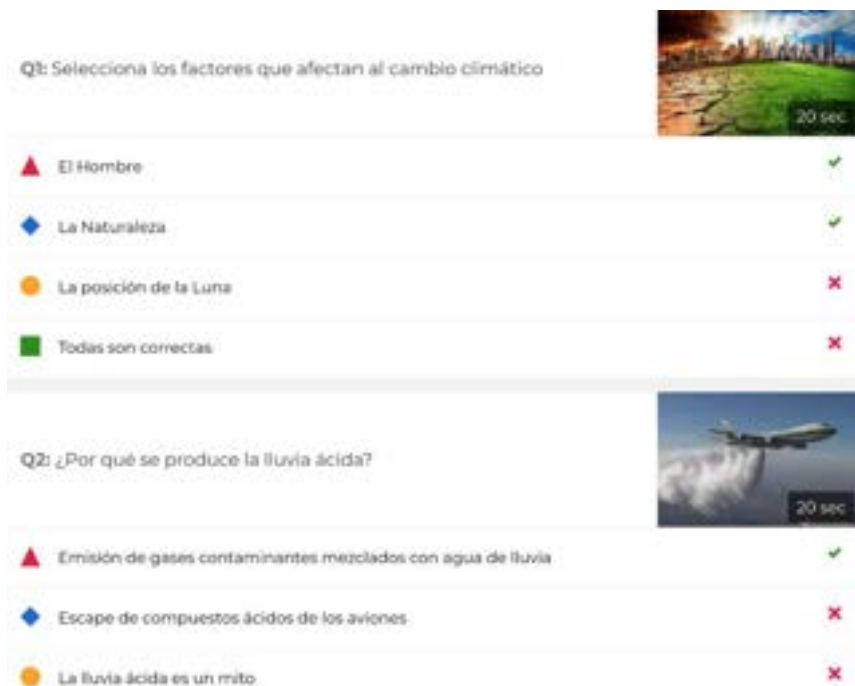 Q1: Selecciona los factores que afectan al cambio climático
20 sec
El Hombre
La Naturaleza
La posición de la Luna
Todas son correctas
Q2: ¿Por qué se produce la lluvia ácida?
20 sec
Emisión de gases contaminantes mezclados con agua de lluvia
Escape de compuestos ácidos de los aviones
La lluvia ácida es un mito